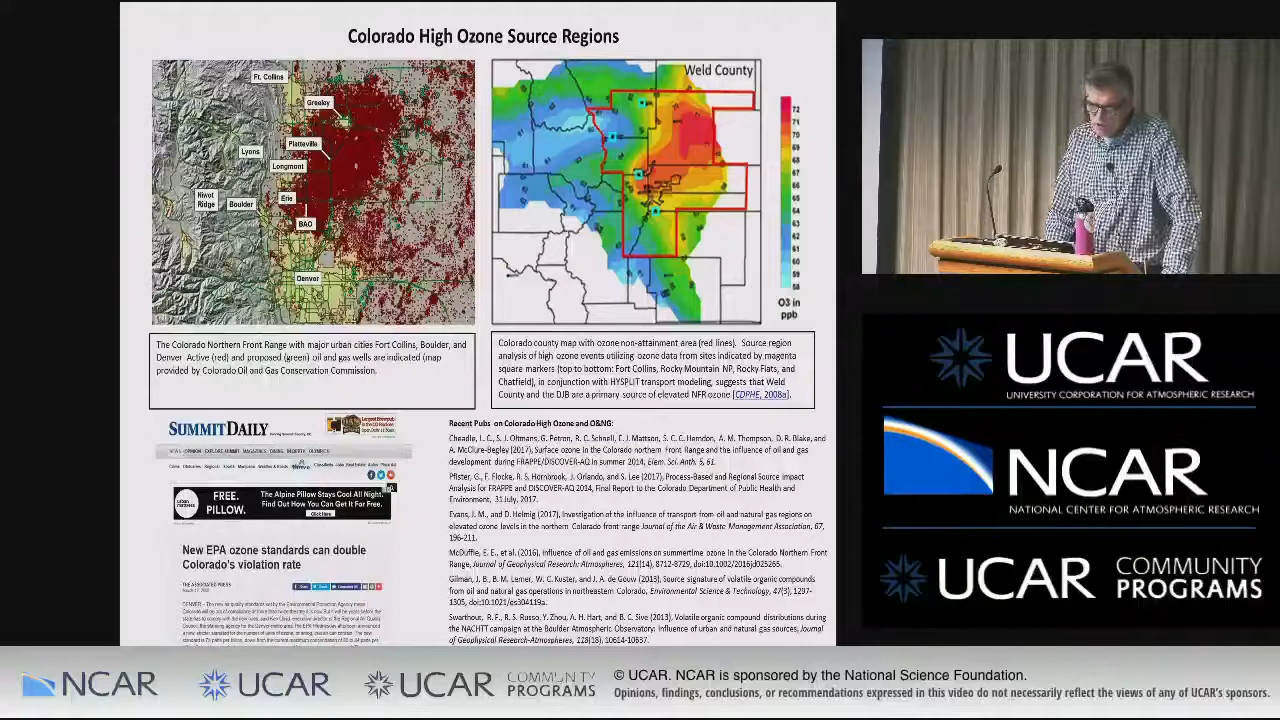 Colorado High Ozone Source Regions
Ft. Collins
Greeley
Platteville
Lyons
Longmont
Niwot
Ridge
Boulder
Erie
BAO
Denver
Weld County
72
71
70
69
68
67
66
65
64
63
62
61
60
59
58
O3 in
ppb
The Colorado Northern Front Range with major urban cities Fort Collins, Boulder, and
Denver Active (red) and proposed (green) oil and gas wells are indicated (map
provided by Colorado Oil and Gas Conservation Commission.
Colorado county map with ozone non-attainment area (red lines). Source region
analysis of high ozone events utilizing ozone data from sites indicated by magenta
square markers (top to bottom: Fort Collins, Rocky Mountain NP, Rocky Flats, and
Chatfield), in conjunction with HYSPLIT transport modeling, suggests that Weld
County and the DJB are a primary source of elevated NFR ozone [CDPHE, 2008a].
SUMMIT DAILY
NEWS OPINION EXPLORE SUMMIT MAGAZINES DINING IN DEPTH OLYMPICS
FREE.
PILLOW.
The Alpine Pillow Stays Cool All Night.
Find Out How You Can Get It For Free.
Click Here
New EPA ozone standards can double
Colorado's violation rate
THE ASSOCIATED PRESS
Recent Pubs on Colorado High Ozone and O&NG:
Cheadle, L. C., S. J. Oltmans, G. Petron, R. C. Schnell, E. J. Mattson, S. C. Herndon, A. M. Thompson, D. R. Blake, and
A. McClure-Begley (2017), Surface ozone in the Colorado Northern Front Range and the influence of oil and gas
development during FRAPPE/DISCOVER-AQ in summer 2014, Elem. Sci. Anth. 5, 61.
Pfister, G., F. Flocke, R. S. Hornbrook, J. Orlando, and S. Lee (2017), Process-Based and Regional Source Impact
Analysis for FRAPPE and DISCOVER-AQ 2014, Final Report to the Colorado Department of Public Health and
Environment, 31 July, 2017.
Evans, J. M., and D. Helmig (2017), Investigation of the influence of transport from oil and natural gas regions on
elevated ozone levels in the northern Colorado front range Journal of the Air & Waste Management Association, 67,
196-211.
McDuffie, E. E., et al. (2016), Influence of oil and gas emissions on summertime ozone in the Colorado Northern Front
Range, Journal of Geophysical Research: Atmospheres, 121(14), 8712-8729, doi:10.1002/2016jd025265.
Gilman, J. B., B. M. Lerner, W. C. Kuster, and J. A. de Gouw (2013), Source signature of volatile organic compounds
from oil and natural gas operations in northeastern Colorado, Environmental Science & Technology, 47(3), 1297-
1305, doi:10.1021/es304119a.
Swarthout, R. F., R. S. Russo, Y. Zhou, A. H. Hart, and B. C. Sive (2013), Volatile organic compound distributions during
the NACHTT campaign at the Boulder Atmospheric Observatory: Influence of urban and natural gas sources, Journal
of Geophysical Research-Atmospheres, 118(18), 10614-10637.
UCAR
UNIVERSITY CORPORATION FOR ATMOSPHERIC RESEARCH
NCAR
NATIONAL CENTER FOR ATMOSPHERIC RESEARCH
UCAR COMMUNITY
PROGRAMS
NCAR
UCAR
UCAR COMMUNITY
PROGRAMS
© UCAR. NCAR is sponsored by the National Science Foundation.
Opinions, findings, conclusions, or recommendations expressed in this video do not necessarily reflect the views of any of UCAR's sponsors.